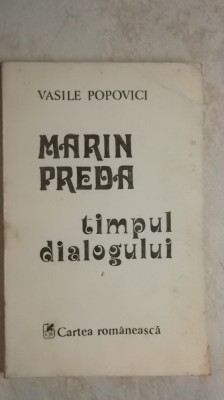 VASILE POPOVICI
MARIN
PREDA
timpul
dialogului
Cartea românească